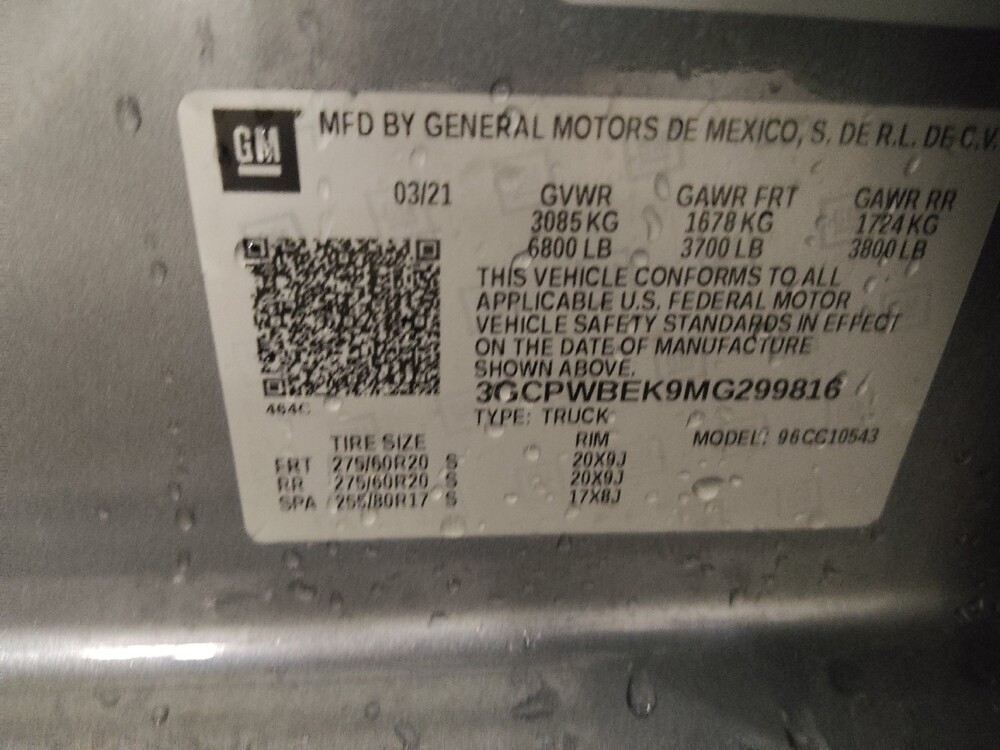 GM
MFD BY GENERAL MOTORS DE MEXICO, S. DE R.L. DE C.V.
03/21 GVWR GAWR FRT GAWR RR
3085 KG 1678 KG 1724 KG
6800 LB 3700 LB 3800 LB
THIS VEHICLE CONFORMS TO ALL
APPLICABLE U.S. FEDERAL MOTOR
VEHICLE SAFETY STANDARDS IN EFFECT
ON THE DATE OF MANUFACTURE
SHOWN ABOVE.
3GCPWBEK9MG299816
464C TYPE: TRUCK
TIRE SIZE RIM MODEL: 96CC10543
FRT 275/60R20 S 20X9J
RR 275/60R20 S 20X9J
SPA 255/80R17 S 17X8J